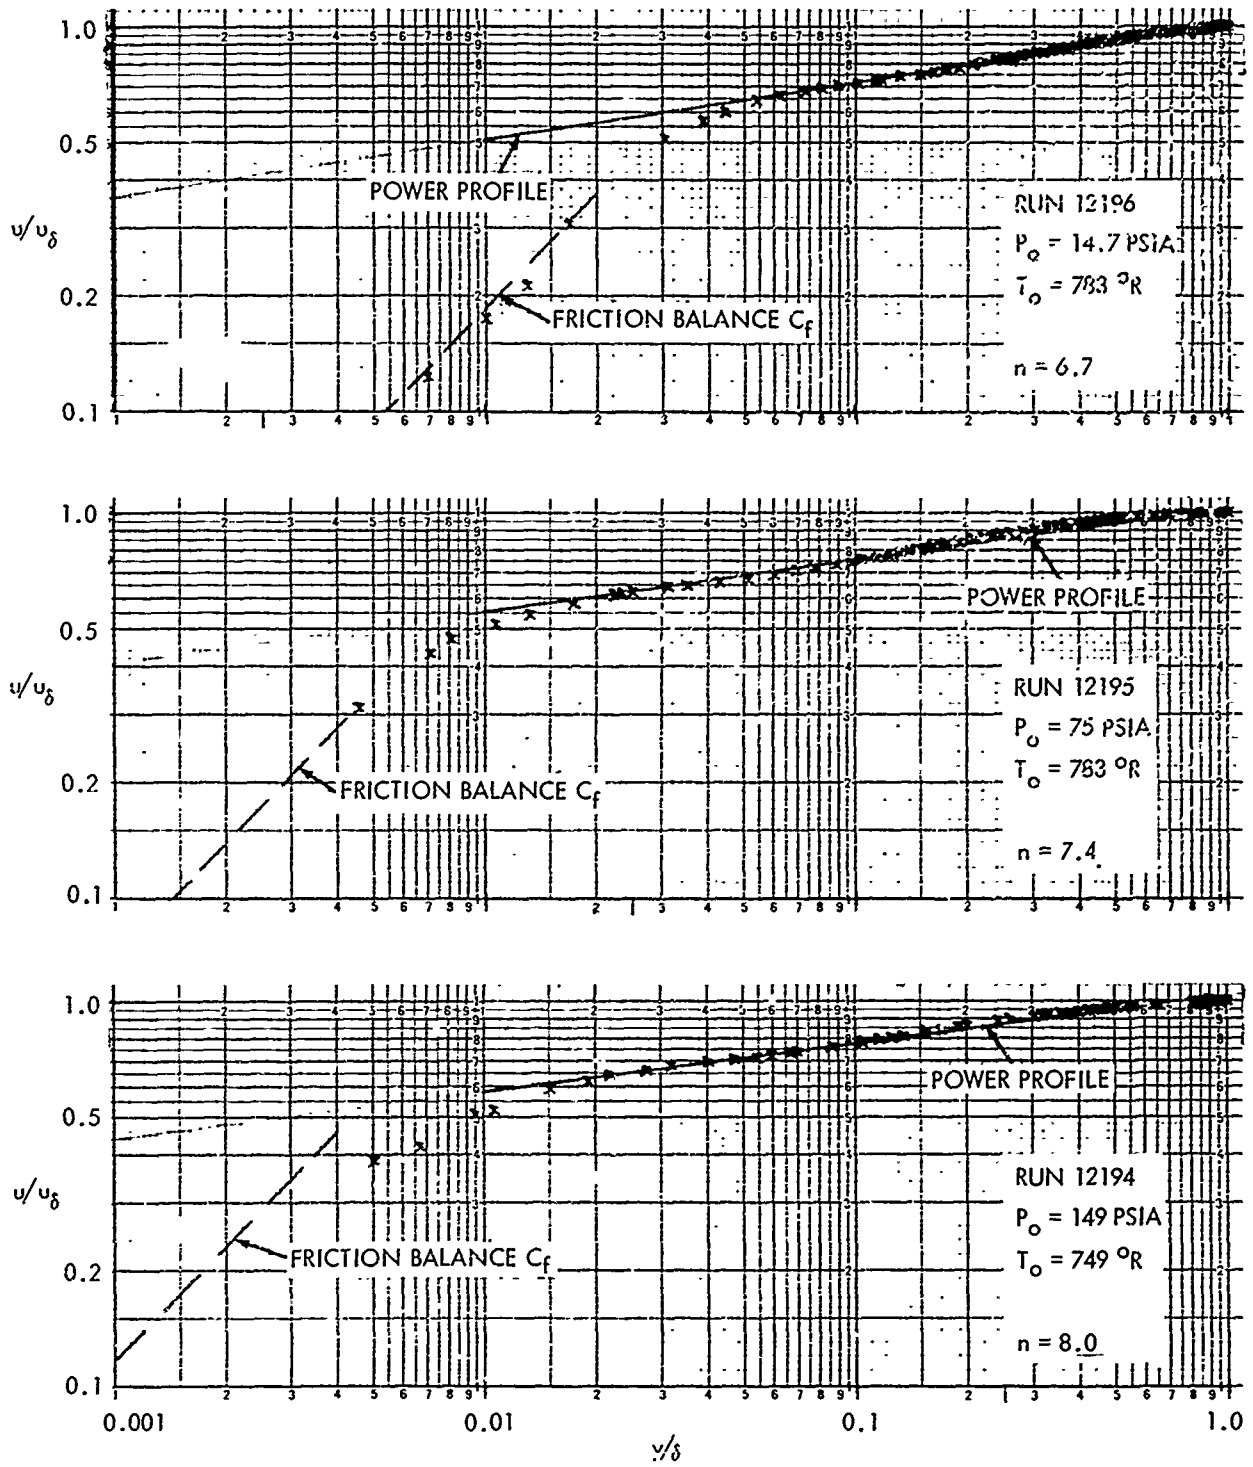 1.0
0.5
POWER PROFILE
u/u_δ
RUN 12196
P_o = 14.7 PSIA
T_o = 783 °R
0.2
FRICTION BALANCE C_f
n = 6.7
0.1
1.0
POWER PROFILE
0.5
u/u_δ
RUN 12195
P_o = 75 PSIA
T_o = 783 °R
0.2
FRICTION BALANCE C_f
n = 7.4
0.1
1.0
POWER PROFILE
0.5
u/u_δ
RUN 12194
P_o = 149 PSIA
T_o = 749 °R
FRICTION BALANCE C_f
0.2
n = 8.0
0.1
0.001 0.01 0.1 1.0
y/δ